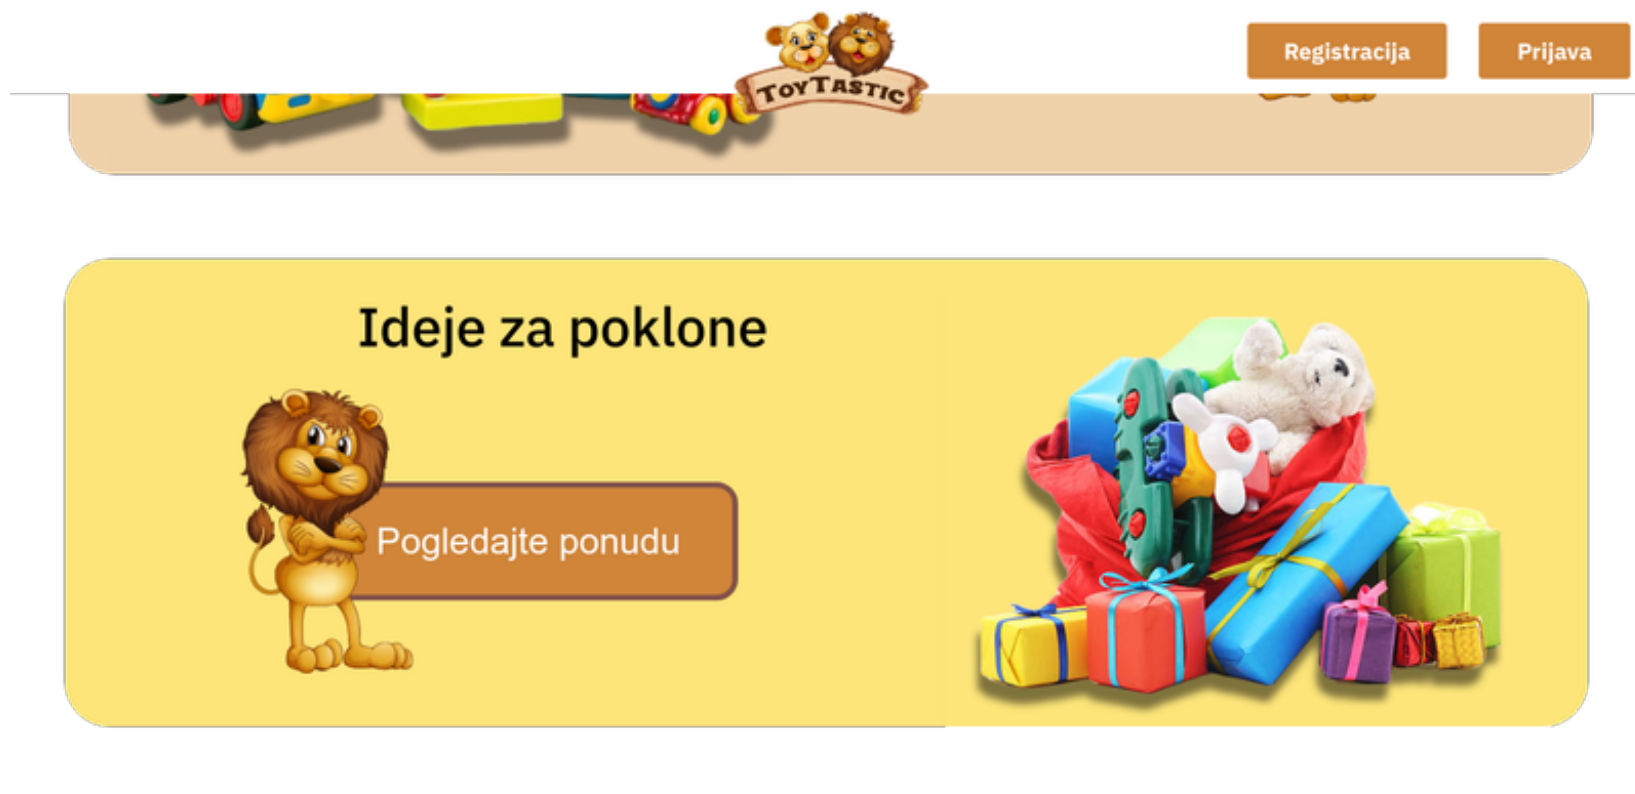 TOYTASTIC
Registracija
Prijava
Ideje za poklone
Pogledajte ponudu